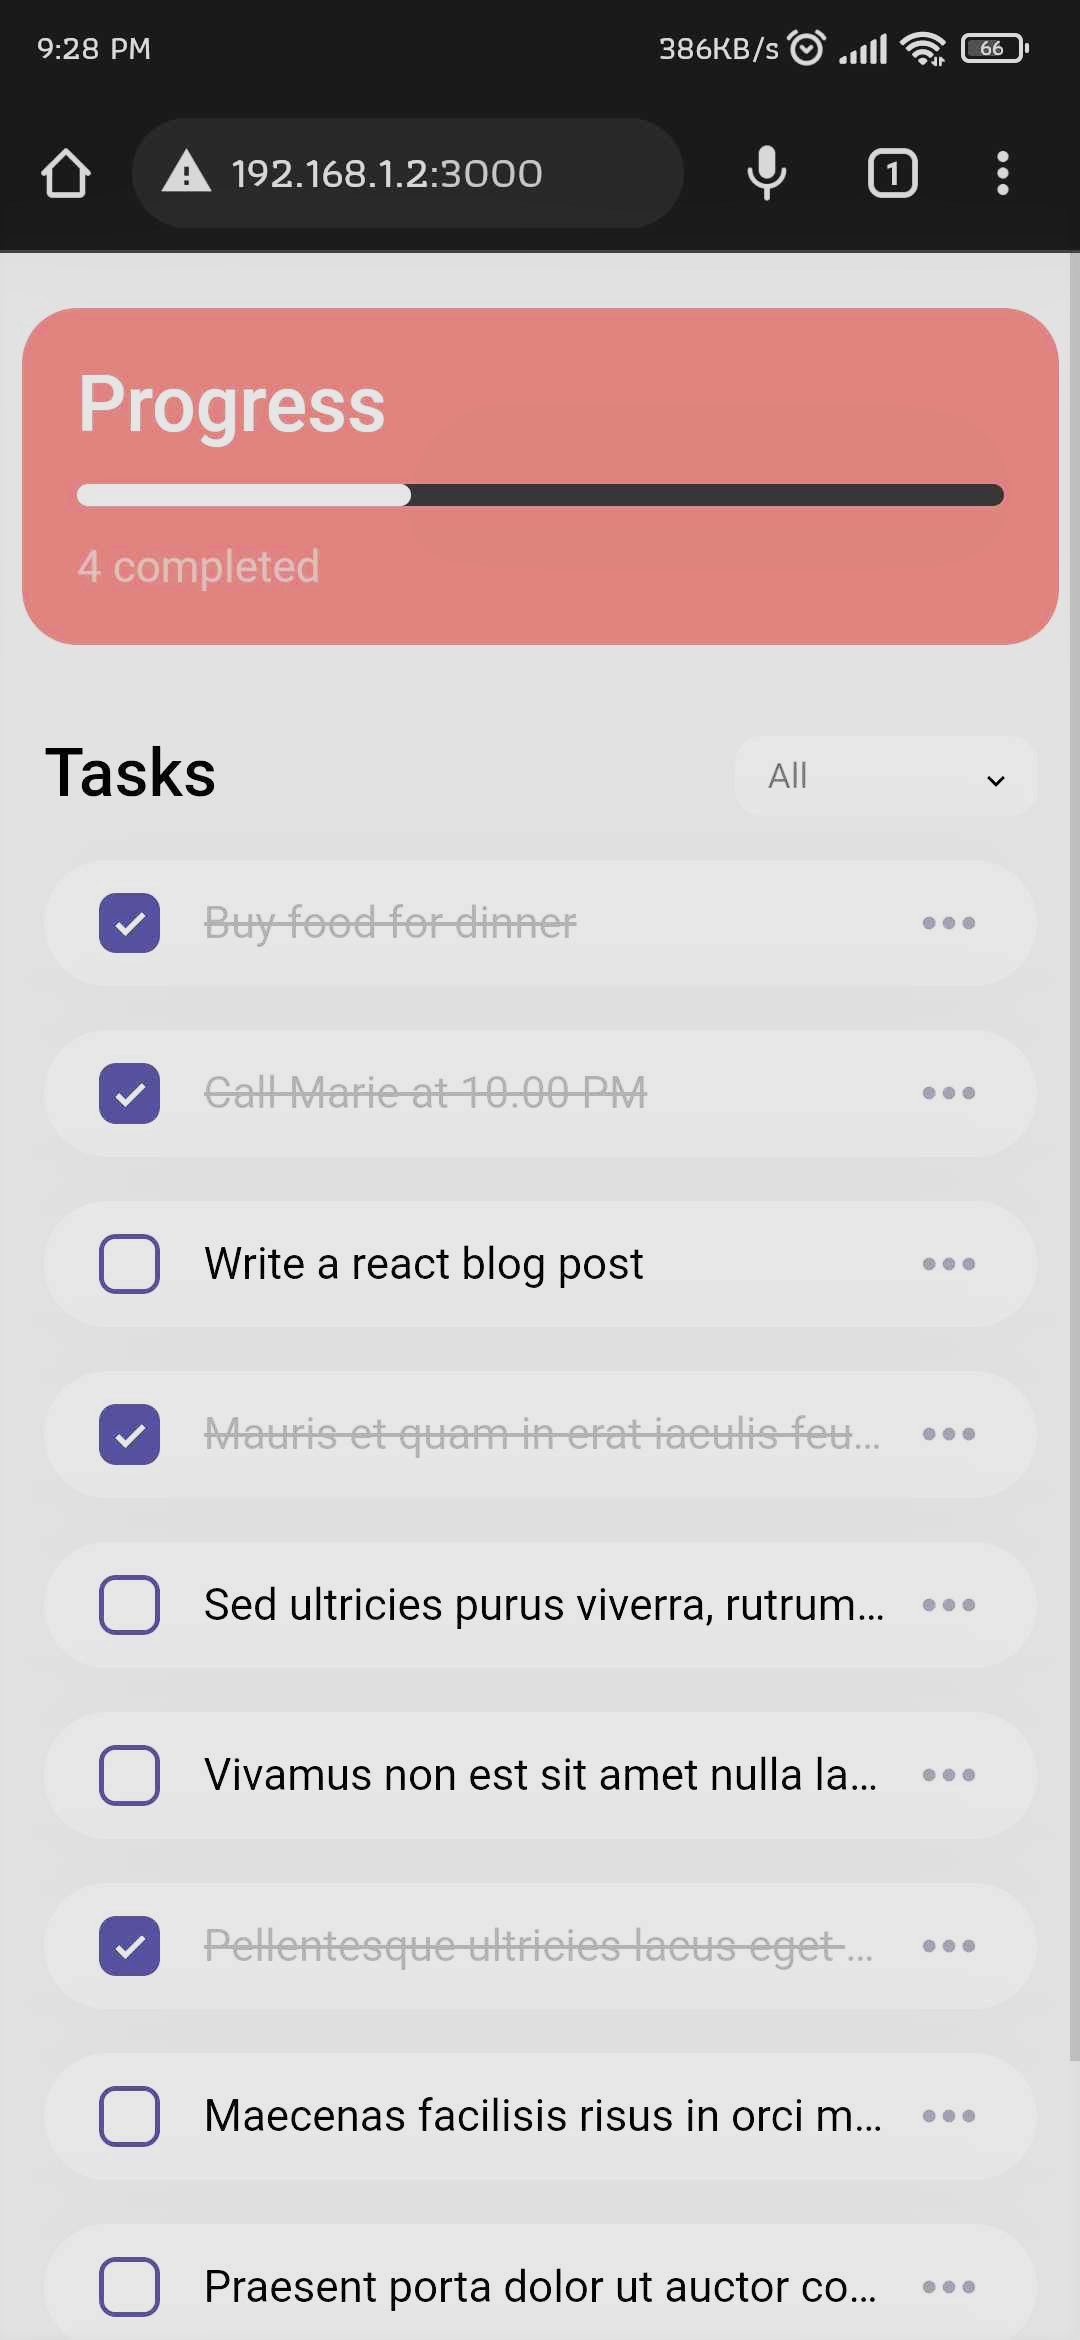 9:28 PM 386KB/s 66
192.168.1.2:3000 1
Progress
4 completed
Tasks All
Buy food for dinner
Call Marie at 10.00 PM
Write a react blog post
Mauris et quam in erat iaculis feu...
Sed ultricies purus viverra, rutrum...
Vivamus non est sit amet nulla la...
Pellentesque ultricies lacus eget ...
Maecenas facilisis risus in orci m...
Praesent porta dolor ut auctor co...